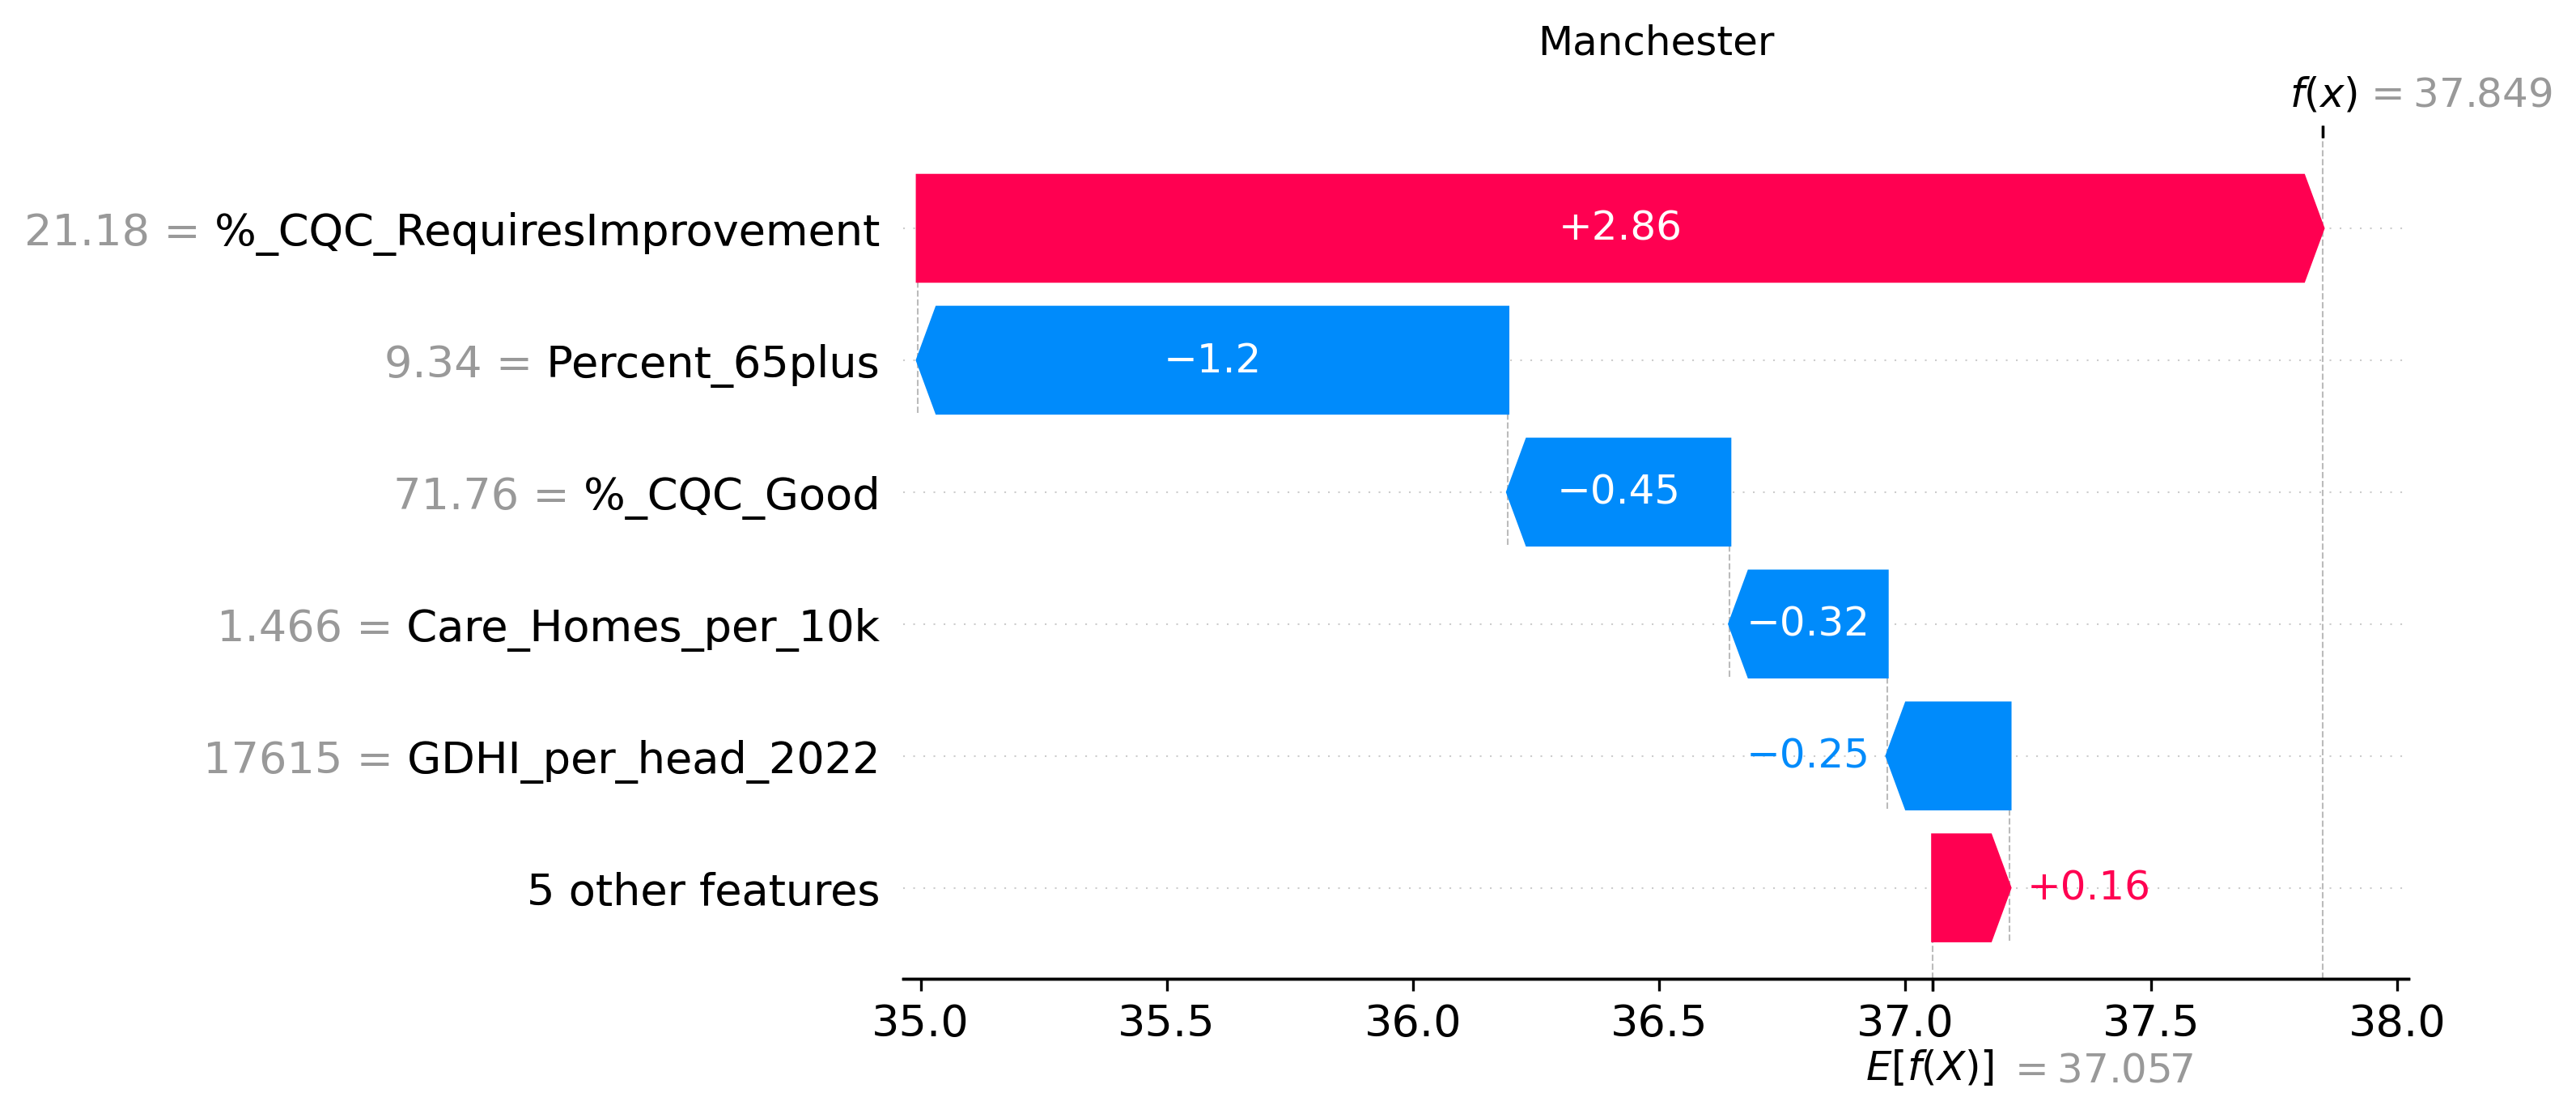 Manchester
f(x) = 37.849
21.18 = %_CQC_RequiresImprovement
+2.86
9.34 = Percent_65plus
−1.2
71.76 = %_CQC_Good
−0.45
1.466 = Care_Homes_per_10k
−0.32
17615 = GDHI_per_head_2022
−0.25
5 other features
+0.16
35.0 35.5 36.0 36.5 37.0 37.5 38.0
E[f(X)] = 37.057